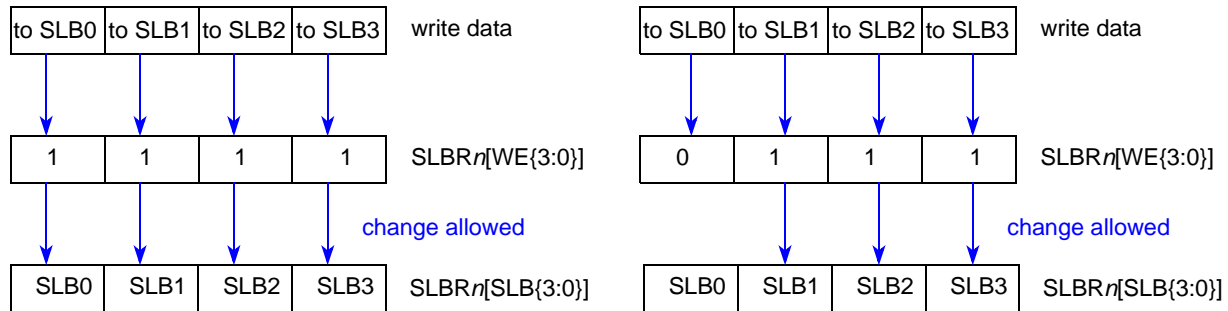 to SLB0 to SLB1 to SLB2 to SLB3 write data
1 1 1 1 SLBRn[WE{3:0}]
change allowed
SLB0 SLB1 SLB2 SLB3 SLBRn[SLB{3:0}]
to SLB0 to SLB1 to SLB2 to SLB3 write data
0 1 1 1 SLBRn[WE{3:0}]
change allowed
SLB0 SLB1 SLB2 SLB3 SLBRn[SLB{3:0}]